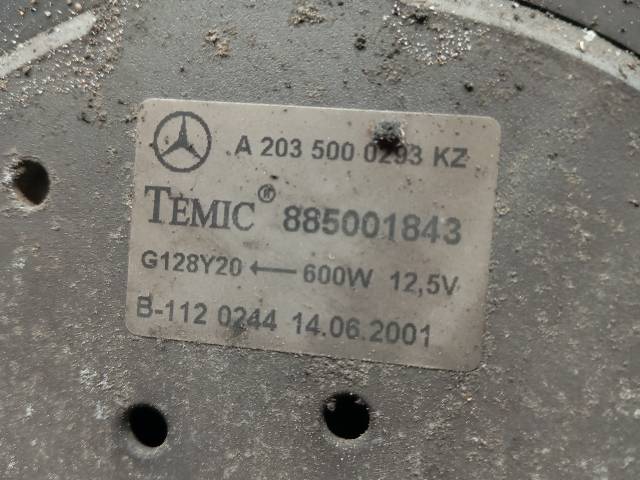 A 203 500 0293 KZ
TEMIC® 885001843
G128Y20 ← 600W 12,5V
B-112 0244 14.06.2001